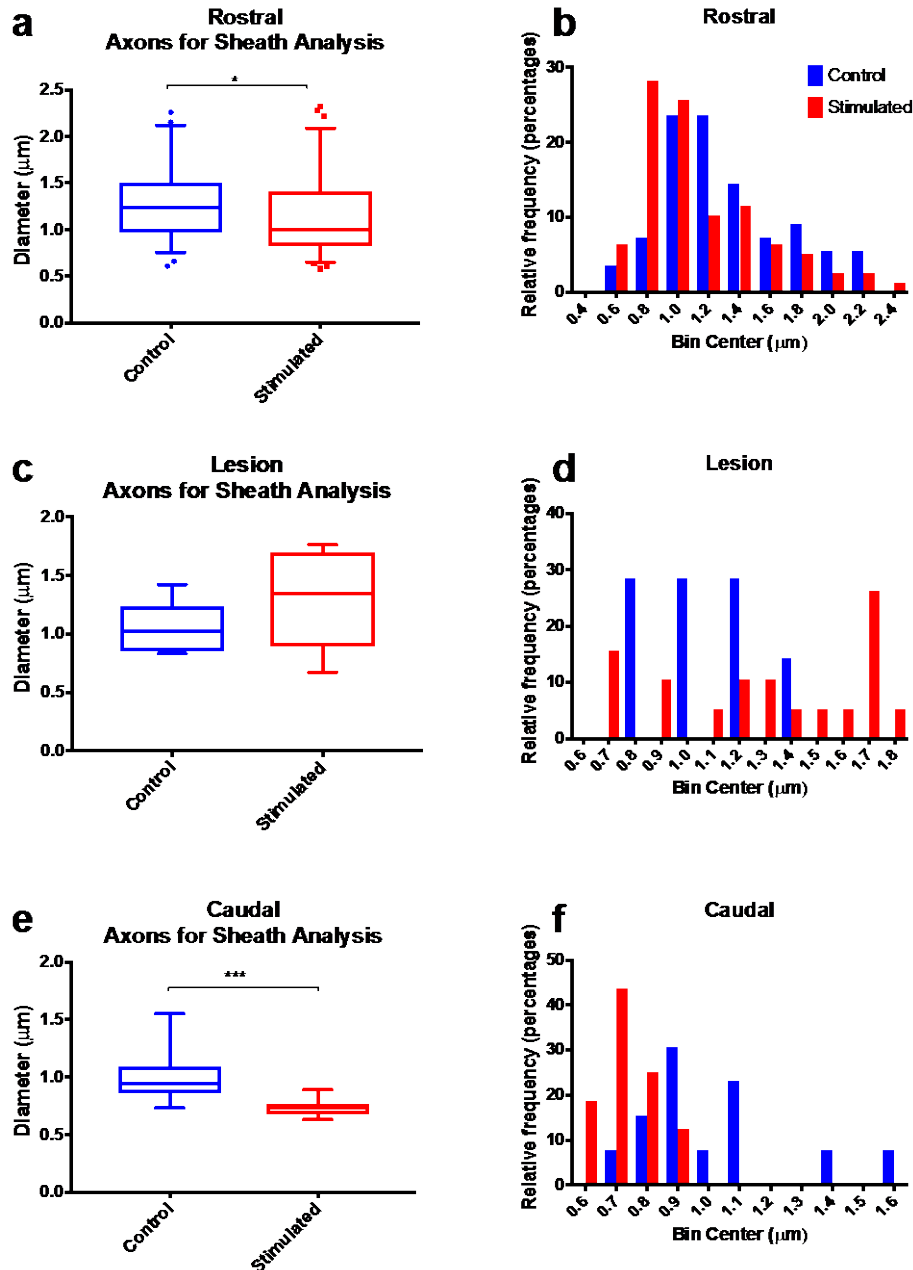 a
Rostral
Axons for Sheath Analysis
*
Diameter (μm)
2.5
2.0
1.5
1.0
0.5
0.0
Control
Stimulated
b
Rostral
Relative frequency (percentages)
30
20
10
0
Control
Stimulated
0.4
0.6
0.8
1.0
1.2
1.4
1.6
1.8
2.0
2.2
2.4
Bin Center (μm)
c
Lesion
Axons for Sheath Analysis
Diameter (μm)
2.0
1.5
1.0
0.5
0.0
Control
Stimulated
d
Lesion
Relative frequency (percentages)
40
30
20
10
0
0.6
0.7
0.8
0.9
1.0
1.1
1.2
1.3
1.4
1.5
1.6
1.7
1.8
Bin Center (μm)
e
Caudal
Axons for Sheath Analysis
***
Diameter (μm)
2.0
1.5
1.0
0.5
0.0
Control
Stimulated
f
Caudal
Relative frequency (percentages)
50
40
30
20
10
0
0.6
0.7
0.8
0.9
1.0
1.1
1.2
1.3
1.4
1.5
1.6
Bin Center (μm)